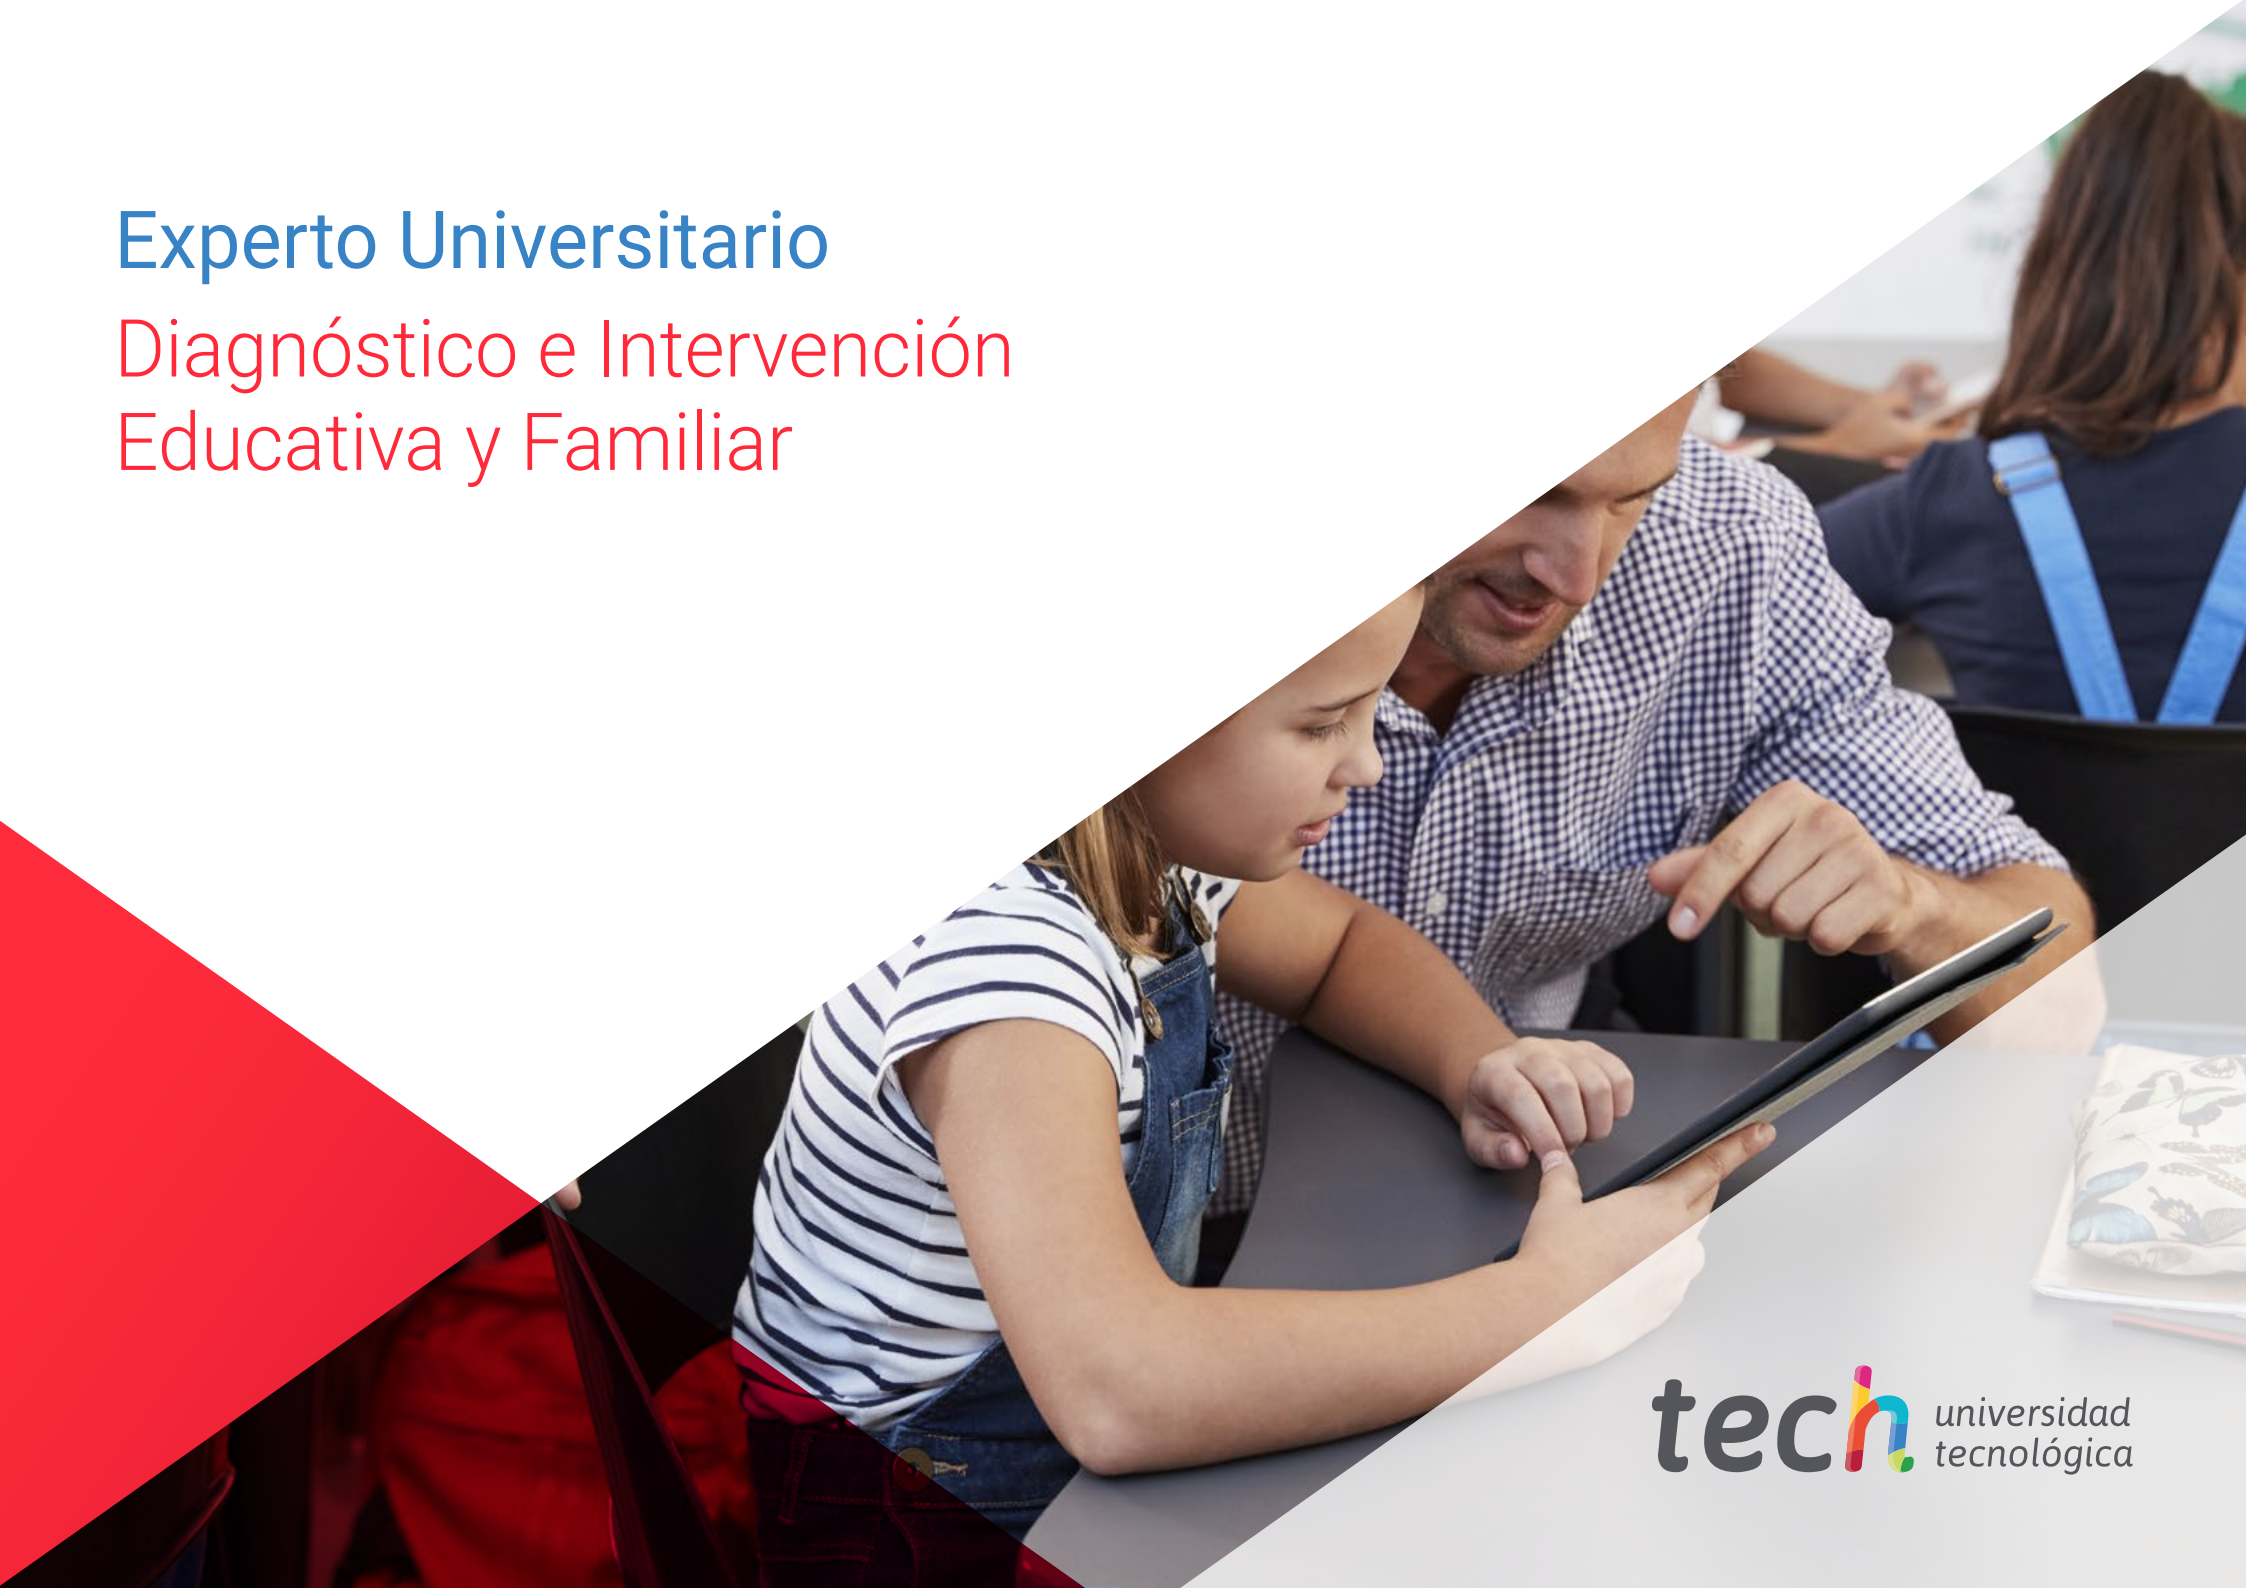 Experto Universitario
Diagnóstico e Intervención
Educativa y Familiar
tech universidad
tecnológica